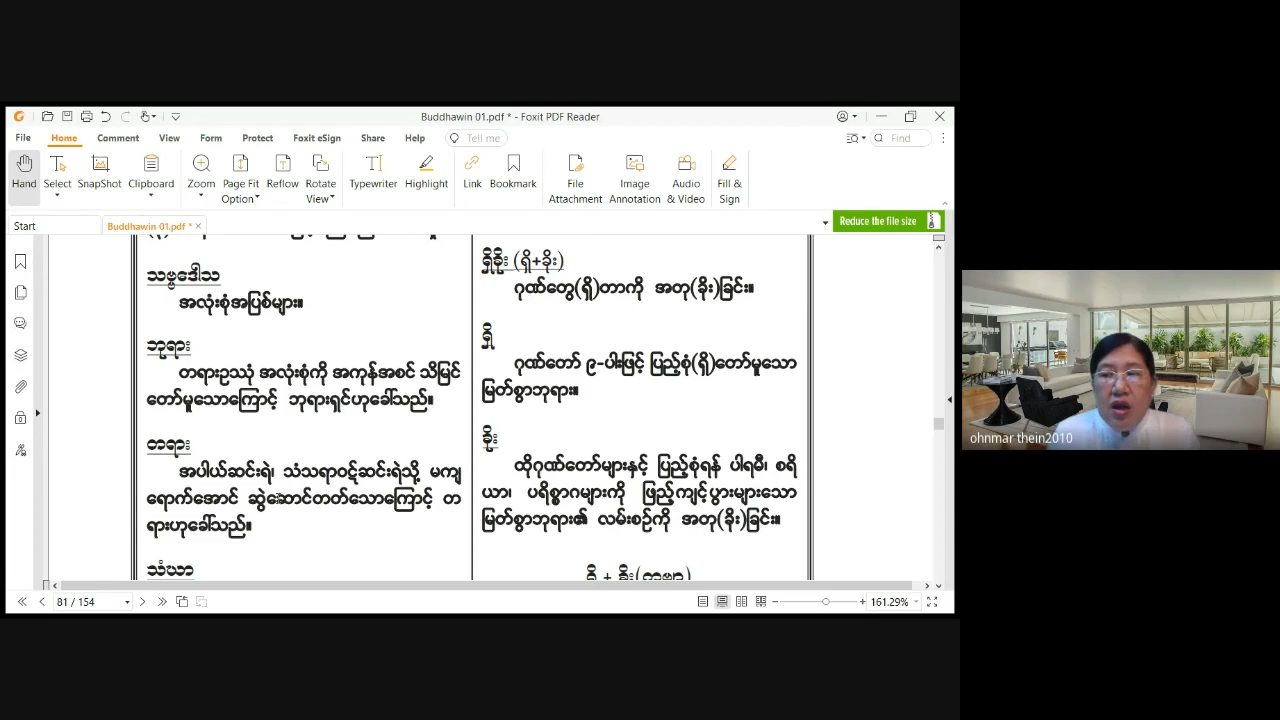 Buddhawin 01.pdf * - Foxit PDF Reader
File Home Comment View Form Protect Foxit eSign Share Help Tell me Find
Hand Select SnapShot Clipboard Zoom Page Fit Option Reflow Rotate View Typewriter Highlight Link Bookmark File Attachment Image Annotation Audio & Video Fill & Sign
Start Buddhawin 01.pdf * Reduce the file size
သဗ္ဗဒေါသ
အလုံးစုံအပြစ်များ။
ဘုရား
တရားဥဿုံ အလုံးစုံကို အကုန်အစင် သိမြင်
တော်မူသောကြောင့် ဘုရားရှင်ဟုခေါ်သည်။
တရား
အပါယ်ဆင်းရဲ၊ သံသရာဝဋ်ဆင်းရဲသို့ မကျ
ရောက်အောင် ဆွဲဆောင်တတ်သောကြောင့် တ
ရားဟုခေါ်သည်။
သံဃာ
ရှိခိုး (ရှိ+ခိုး)
ဂုဏ်တွေ(ရှိ)တာကို အတု(ခိုး)ခြင်း။
ရှိ
ဂုဏ်တော် ၉-ပါးဖြင့် ပြည့်စုံ(ရှိ)တော်မူသော
မြတ်စွာဘုရား။
ခိုး
ထိုဂုဏ်တော်များနှင့် ပြည့်စုံရန် ပါရမီ၊ စရိ
ယာ၊ ပရိစ္စာဂများကို ဖြည့်ကျင့်ပွားများသော
မြတ်စွာဘုရား၏ လမ်းစဉ်ကို အတု(ခိုး)ခြင်း။
ohnmar thein2010
81 / 154
161.29%